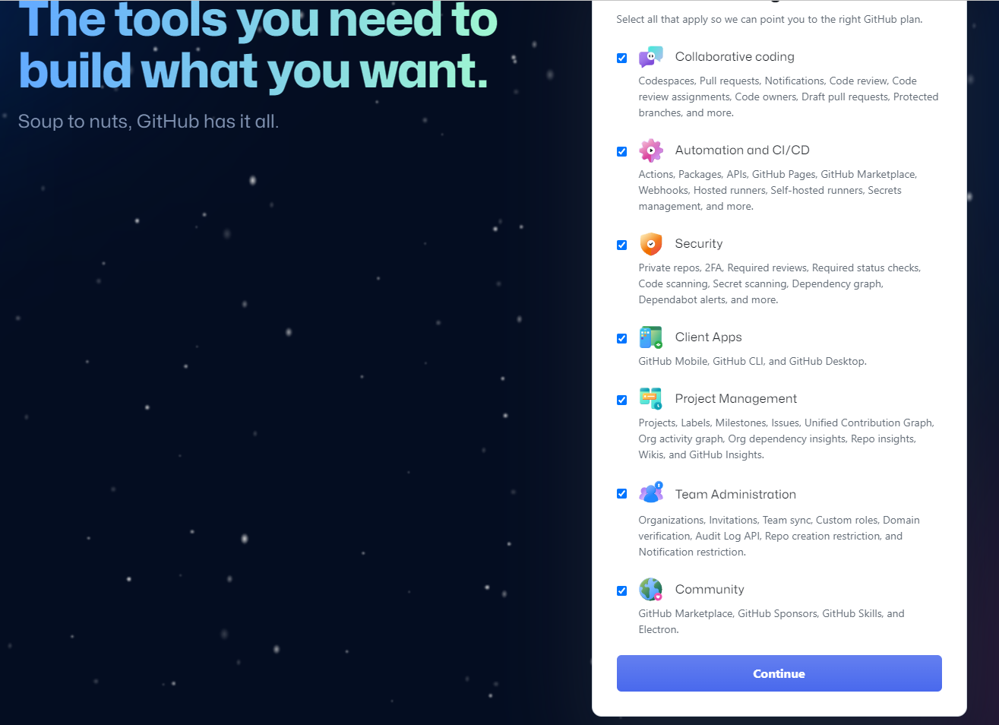 The tools you need to
build what you want.
Soup to nuts, GitHub has it all.
Select all that apply so we can point you to the right GitHub plan.
Collaborative coding
Codespaces, Pull requests, Notifications, Code review, Code
review assignments, Code owners, Draft pull requests, Protected
branches, and more.
Automation and CI/CD
Actions, Packages, APIs, GitHub Pages, GitHub Marketplace,
Webhooks, Hosted runners, Self-hosted runners, Secrets
management, and more.
Security
Private repos, 2FA, Required reviews, Required status checks,
Code scanning, Secret scanning, Dependency graph,
Dependabot alerts, and more.
Client Apps
GitHub Mobile, GitHub CLI, and GitHub Desktop.
Project Management
Projects, Labels, Milestones, Issues, Unified Contribution Graph,
Org activity graph, Org dependency insights, Repo insights,
Wikis, and GitHub Insights.
Team Administration
Organizations, Invitations, Team sync, Custom roles, Domain
verification, Audit Log API, Repo creation restriction, and
Notification restriction.
Community
GitHub Marketplace, GitHub Sponsors, GitHub Skills, and
Electron.
Continue